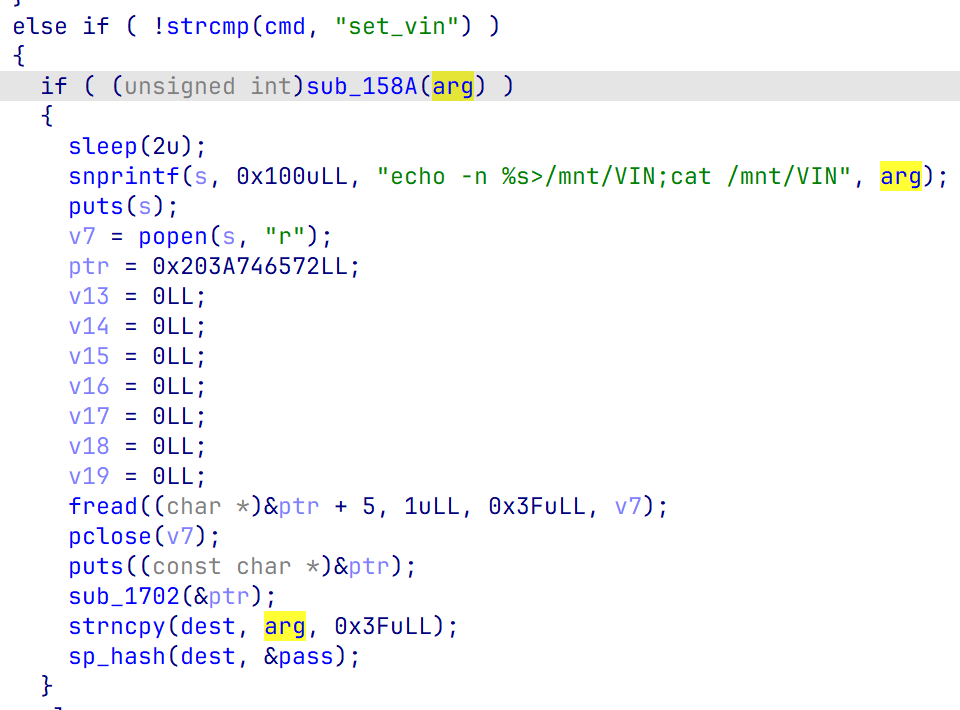 else if ( !strcmp(cmd, "set_vin") )
{
if ( (unsigned int)sub_158A(arg) )
{
sleep(2u);
snprintf(s, 0x100uLL, "echo -n %s>/mnt/VIN;cat /mnt/VIN", arg);
puts(s);
v7 = popen(s, "r");
ptr = 0x203A746572LL;
v13 = 0LL;
v14 = 0LL;
v15 = 0LL;
v16 = 0LL;
v17 = 0LL;
v18 = 0LL;
v19 = 0LL;
fread((char *)&ptr + 5, 1uLL, 0x3FuLL, v7);
pclose(v7);
puts((const char *)&ptr);
sub_1702(&ptr);
strncpy(dest, arg, 0x3FuLL);
sp_hash(dest, &pass);
}